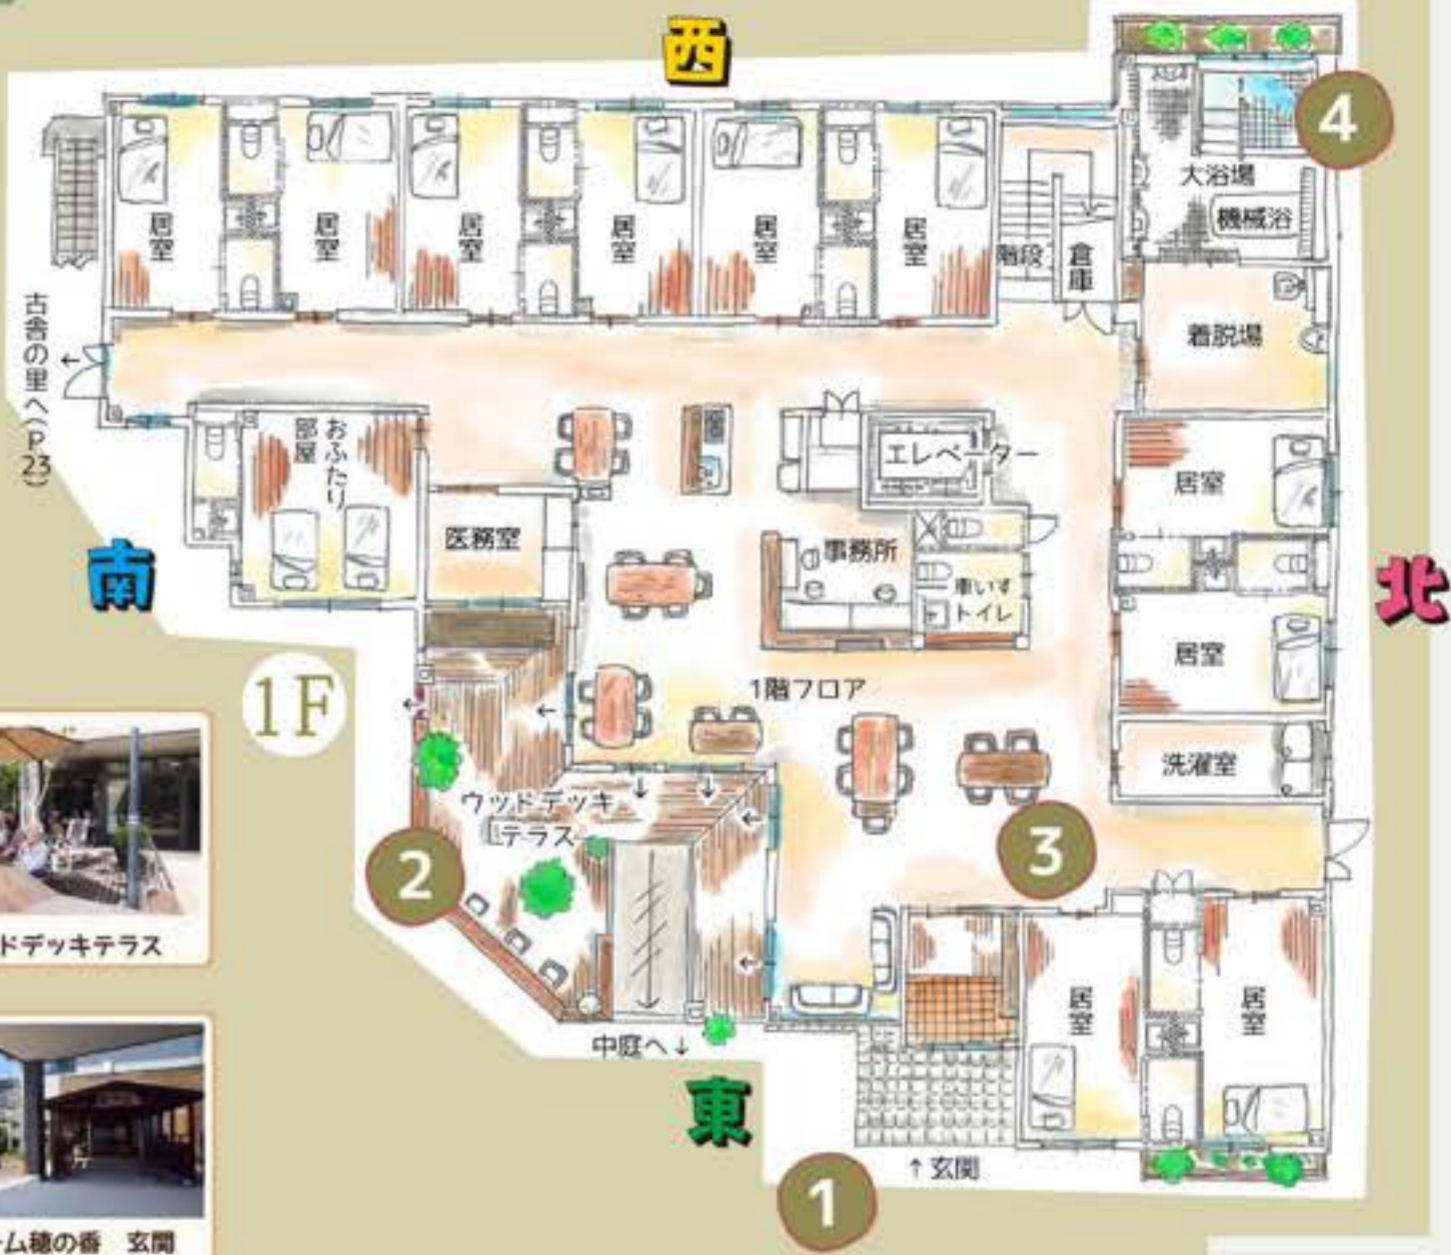 西
4
大浴場
機械浴
居室
居室
居室
居室
居室
居室
階段
倉庫
着脱場
古舎の里へ(P23)
←
おふたり
部屋
医務室
エレベーター
事務所
車いす
トイレ
居室
居室
洗濯室
南
北
1F
1階フロア
ウッドデッキ
テラス
2
3
ドデッキテラス
中庭へ↓
東
居室
居室
↑玄関
1
ム穂の香 玄関